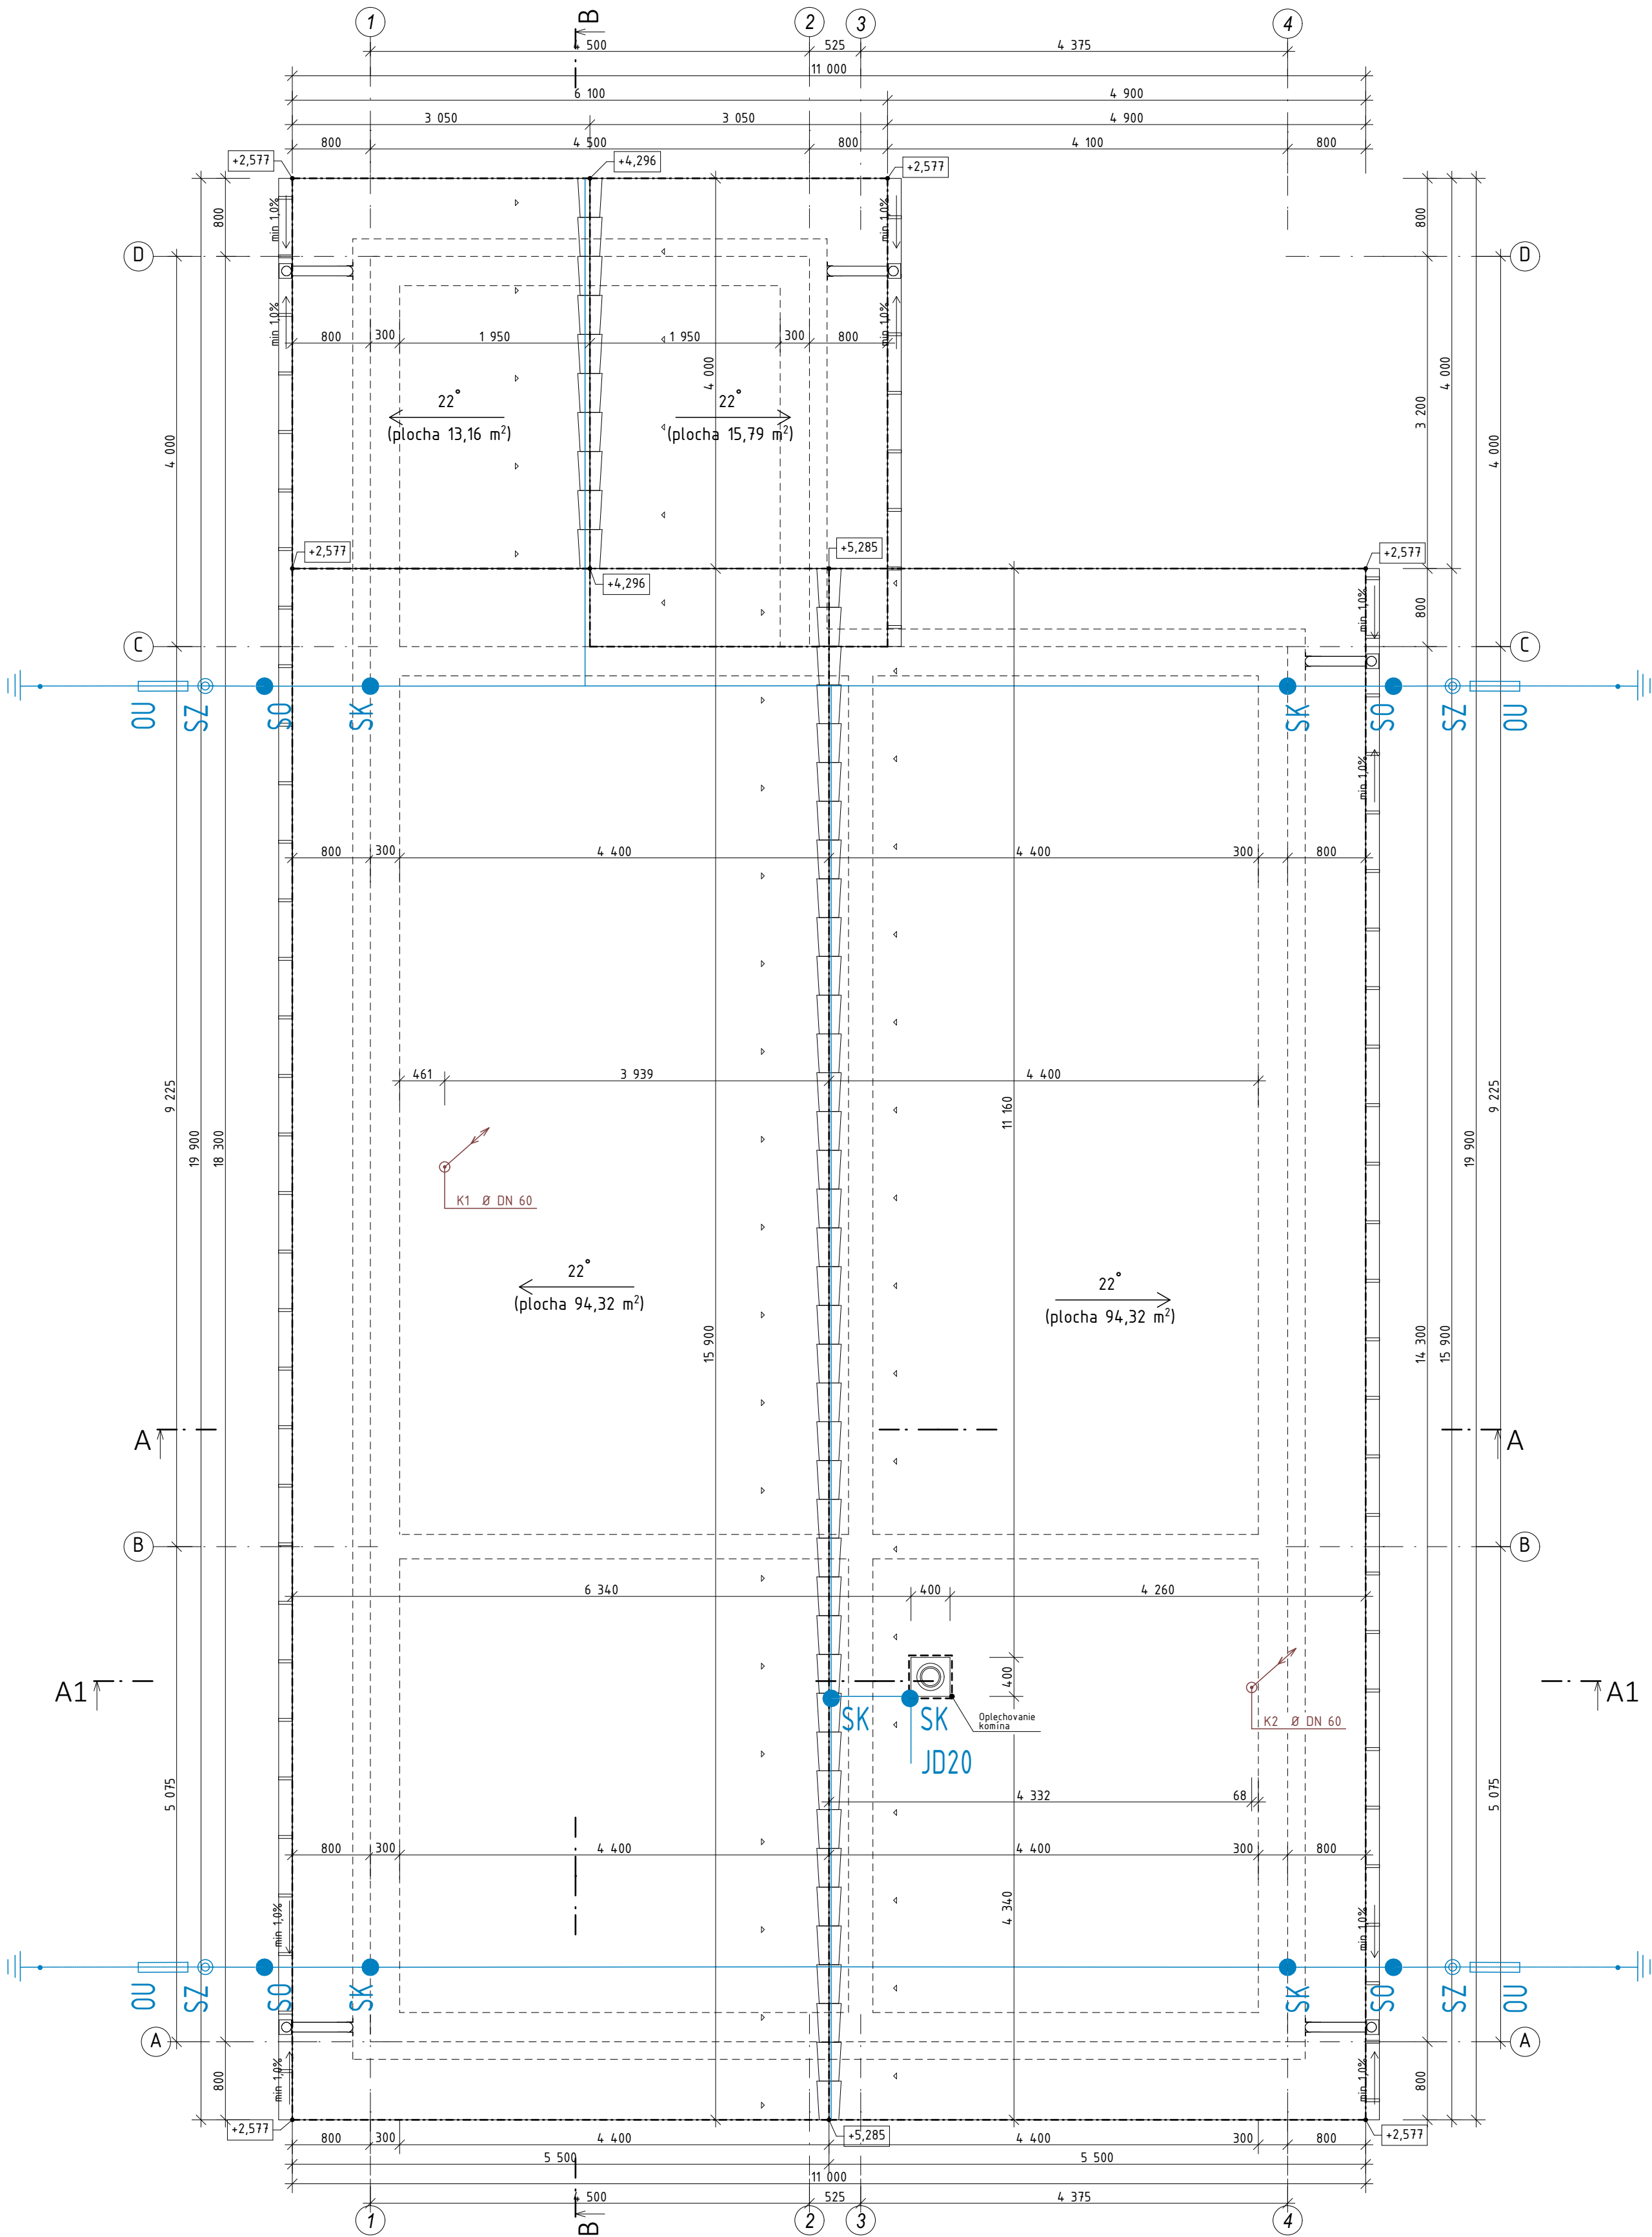 1 B 2 3 4
4 500 525 4 375
11 000
6 100 4 900
3 050 3 050 4 900
800 4 500 800 4 100 800
+2,577 +4,296 +2,577
min 1,0% 800 min 1,0% 800
D D
min 1,0% min 1,0%
800 300 1 950 1 950 300 800
4 000 4 000
22° 22° 3 200
(plocha 13,16 m²) (plocha 15,79 m²)
4 000 4 000
+2,577 +5,285 +2,577
+4,296
min 1,0% 800
C C
OU SZ SO SK SK SO SZ OU
min 1,0%
800 300 4 400 4 400 300 800
461 3 939 4 400
9 225 11 160 9 225
19 900 18 300 19 900
K1 Ø DN 60
22° 22°
(plocha 94,32 m²) (plocha 94,32 m²)
15 900 14 300 15 900
A A
B B
6 340 400 4 260
400
A1 A1
SK SK Oplechovanie
komína
K2 Ø DN 60
JD20
5 075 5 075
4 332 68
800 300 4 400 4 400 300 800
4 340
min 1,0% min 1,0%
OU SZ SO SK SK SO SZ OU
A A
min 1,0% min 1,0%
800 800
+2,577 +5,285 +2,577
800 300 4 400 4 400 300 800
5 500 5 500
11 000
4 500 525 4 375
1 B 2 3 4